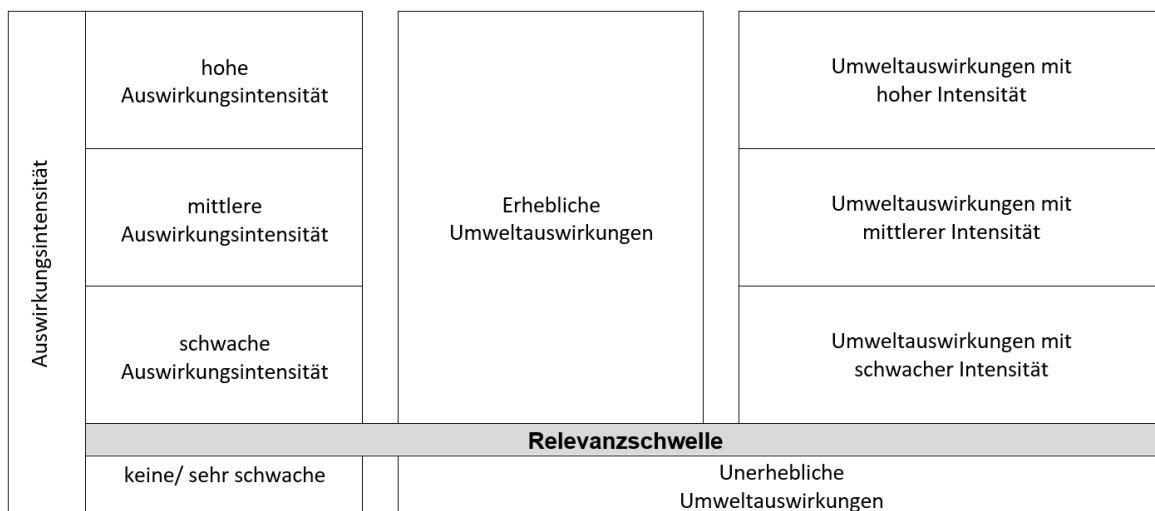 Auswirkungsintensität
hohe
Auswirkungsintensität
Umweltauswirkungen mit
hoher Intensität
mittlere
Auswirkungsintensität
Erhebliche
Umweltauswirkungen
Umweltauswirkungen mit
mittlerer Intensität
schwache
Auswirkungsintensität
Umweltauswirkungen mit
schwacher Intensität
Relevanzschwelle
keine/ sehr schwache
Unerhebliche
Umweltauswirkungen